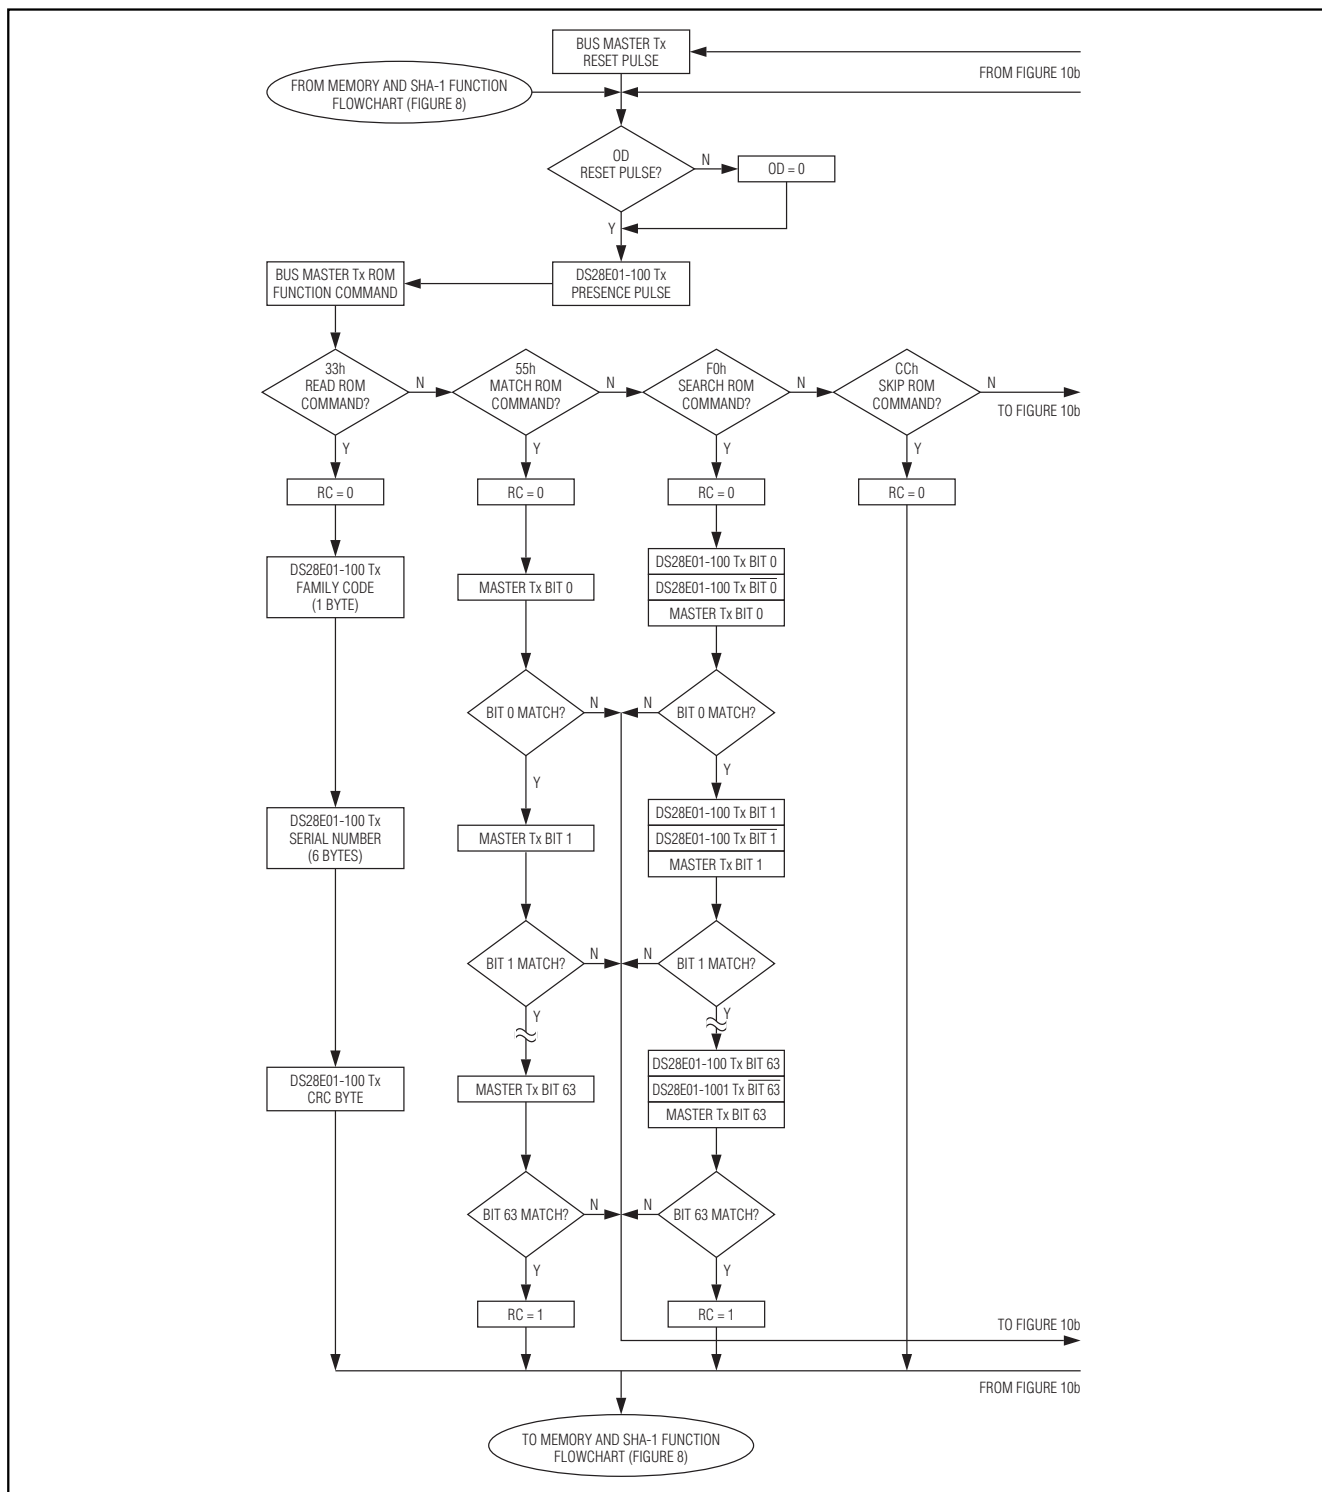 BUS MASTER Tx
RESET PULSE
FROM FIGURE 10b
FROM MEMORY AND SHA-1 FUNCTION
FLOWCHART (FIGURE 8)
OD
RESET PULSE?
N
OD = 0
Y
BUS MASTER Tx ROM
FUNCTION COMMAND
DS28E01-100 Tx
PRESENCE PULSE
33h
READ ROM
COMMAND?
N
55h
MATCH ROM
COMMAND?
N
F0h
SEARCH ROM
COMMAND?
N
CCh
SKIP ROM
COMMAND?
N
TO FIGURE 10b
Y
Y
Y
Y
RC = 0
RC = 0
RC = 0
RC = 0
DS28E01-100 Tx
FAMILY CODE
(1 BYTE)
MASTER Tx BIT 0
DS28E01-100 Tx BIT 0
DS28E01-100 Tx B̅I̅T̅ ̅0̅
MASTER Tx BIT 0
BIT 0 MATCH?
N
N
BIT 0 MATCH?
Y
Y
DS28E01-100 Tx
SERIAL NUMBER
(6 BYTES)
MASTER Tx BIT 1
DS28E01-100 Tx BIT 1
DS28E01-100 Tx B̅I̅T̅ ̅1̅
MASTER Tx BIT 1
BIT 1 MATCH?
N
N
BIT 1 MATCH?
Y
Y
DS28E01-100 Tx
CRC BYTE
MASTER Tx BIT 63
DS28E01-100 Tx BIT 63
DS28E01-1001 Tx B̅I̅T̅ ̅6̅3̅
MASTER Tx BIT 63
BIT 63 MATCH?
N
N
BIT 63 MATCH?
Y
Y
RC = 1
RC = 1
TO FIGURE 10b
FROM FIGURE 10b
TO MEMORY AND SHA-1 FUNCTION
FLOWCHART (FIGURE 8)